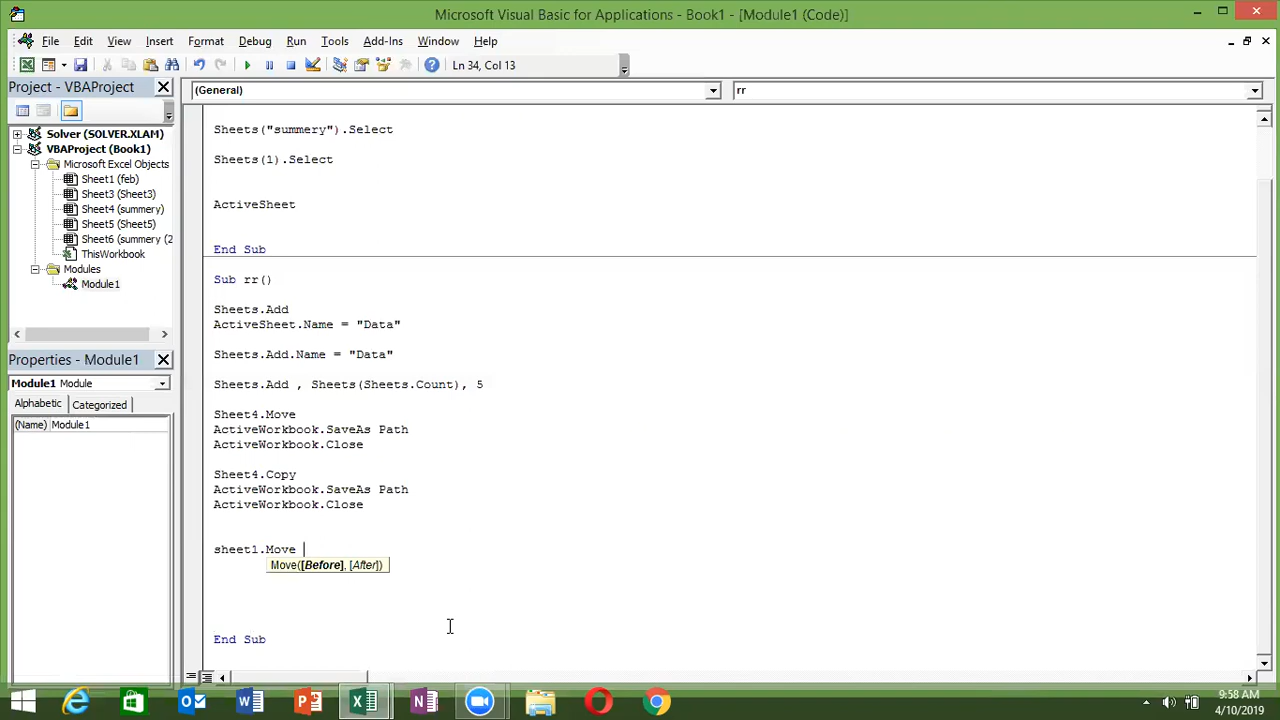 Microsoft Visual Basic for Applications - Book1 - [Module1 (Code)]
File Edit View Insert Format Debug Run Tools Add-Ins Window Help
Ln 34, Col 13
Project - VBAProject
(General)
rr
Solver (SOLVER.XLAM)
VBAProject (Book1)
Microsoft Excel Objects
Sheet1 (feb)
Sheet3 (Sheet3)
Sheet4 (summery)
Sheet5 (Sheet5)
Sheet6 (summery (2
ThisWorkbook
Modules
Module1
Properties - Module1
Module1 Module
Alphabetic Categorized
(Name) Module1
Sheets("summery").Select
Sheets(1).Select
ActiveSheet
End Sub
Sub rr()
Sheets.Add
ActiveSheet.Name = "Data"
Sheets.Add.Name = "Data"
Sheets.Add , Sheets(Sheets.Count), 5
Sheet4.Move
ActiveWorkbook.SaveAs Path
ActiveWorkbook.Close
Sheet4.Copy
ActiveWorkbook.SaveAs Path
ActiveWorkbook.Close
sheet1.Move
Move([Before], [After])
End Sub
9:58 AM
4/10/2019